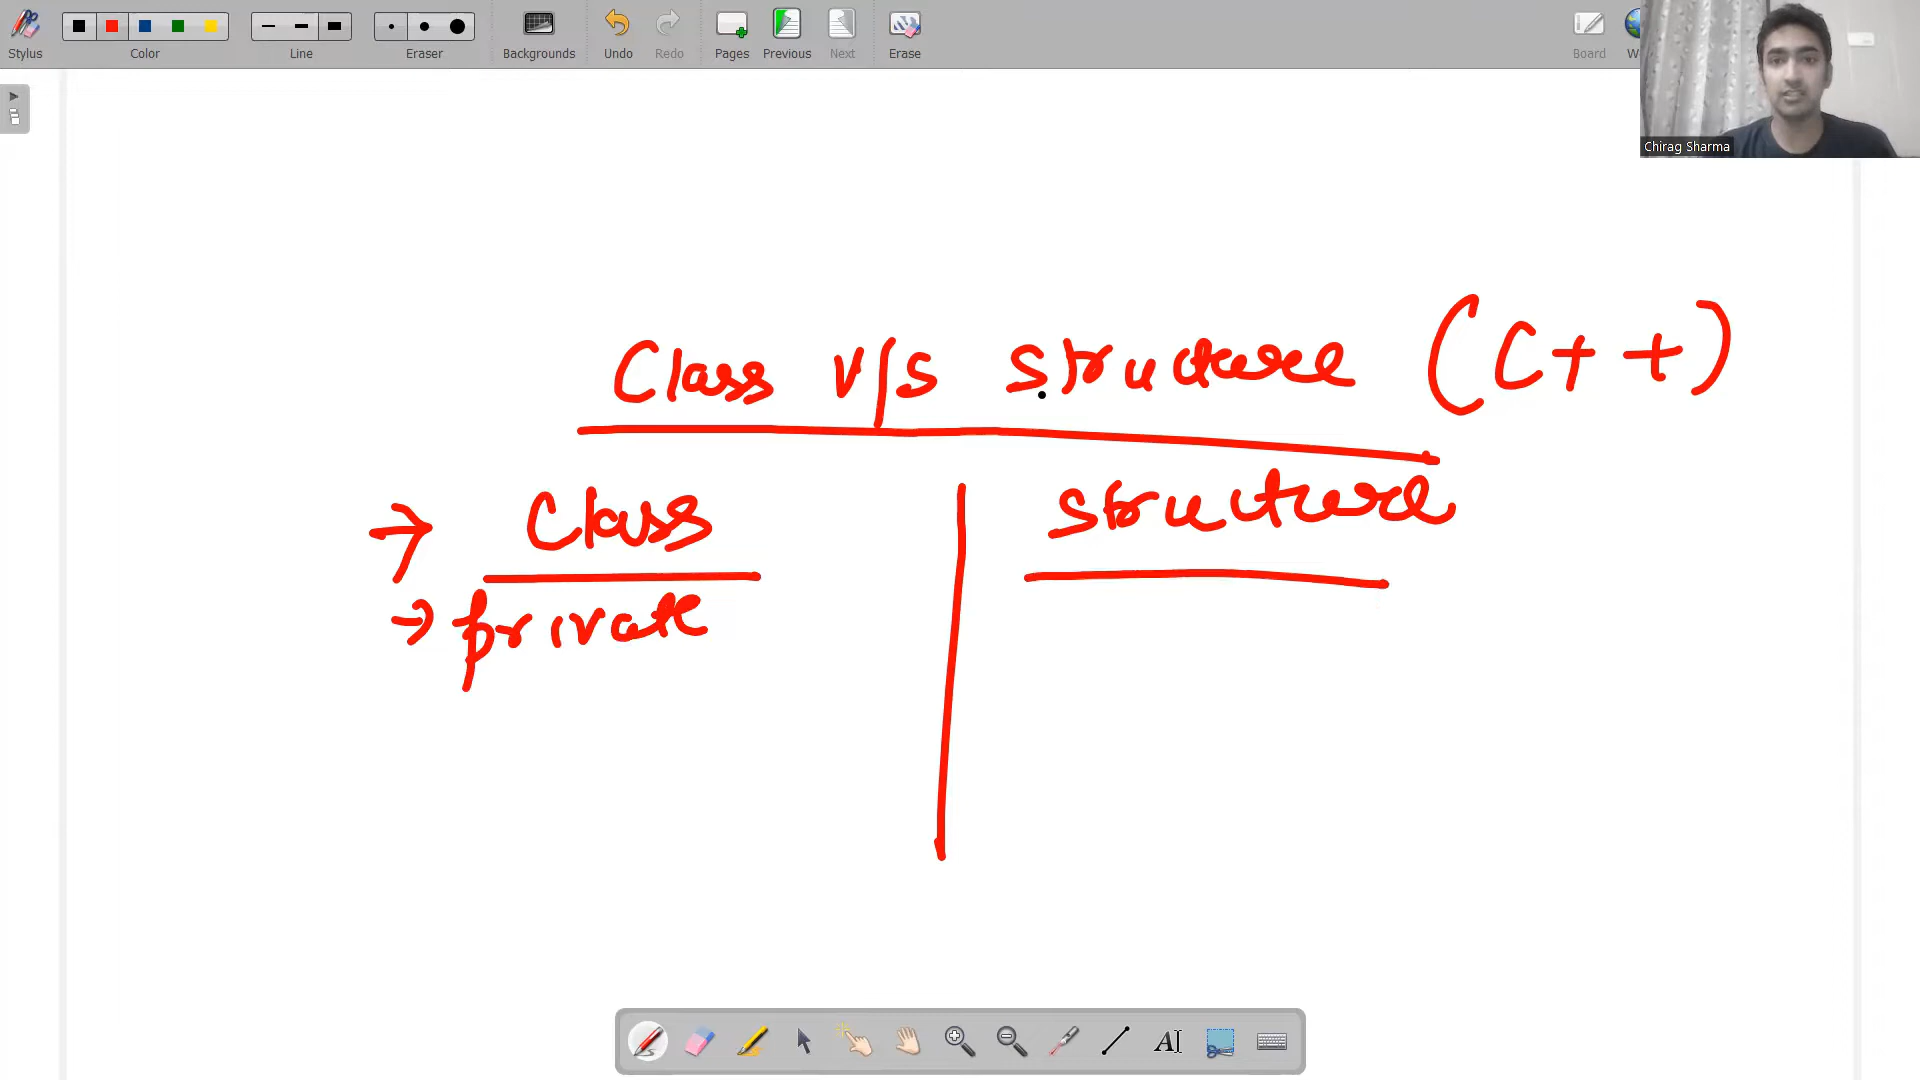 Stylus Color Line Eraser Backgrounds Undo Redo Pages Previous Next Erase Board W
Chirag Sharma
Class v/s structure (C++)
→ Class structure
→ private
AI